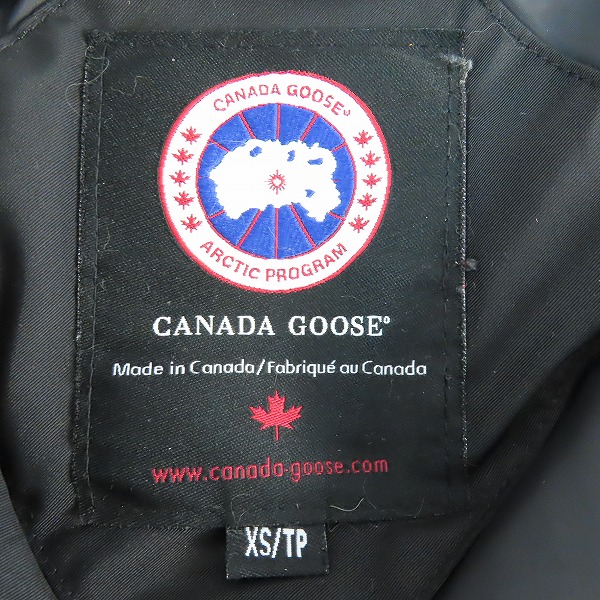 CANADA GOOSE®
ARCTIC PROGRAM
CANADA GOOSE®
Made in Canada/Fabriqué au Canada
www.canada-goose.com
XS/TP